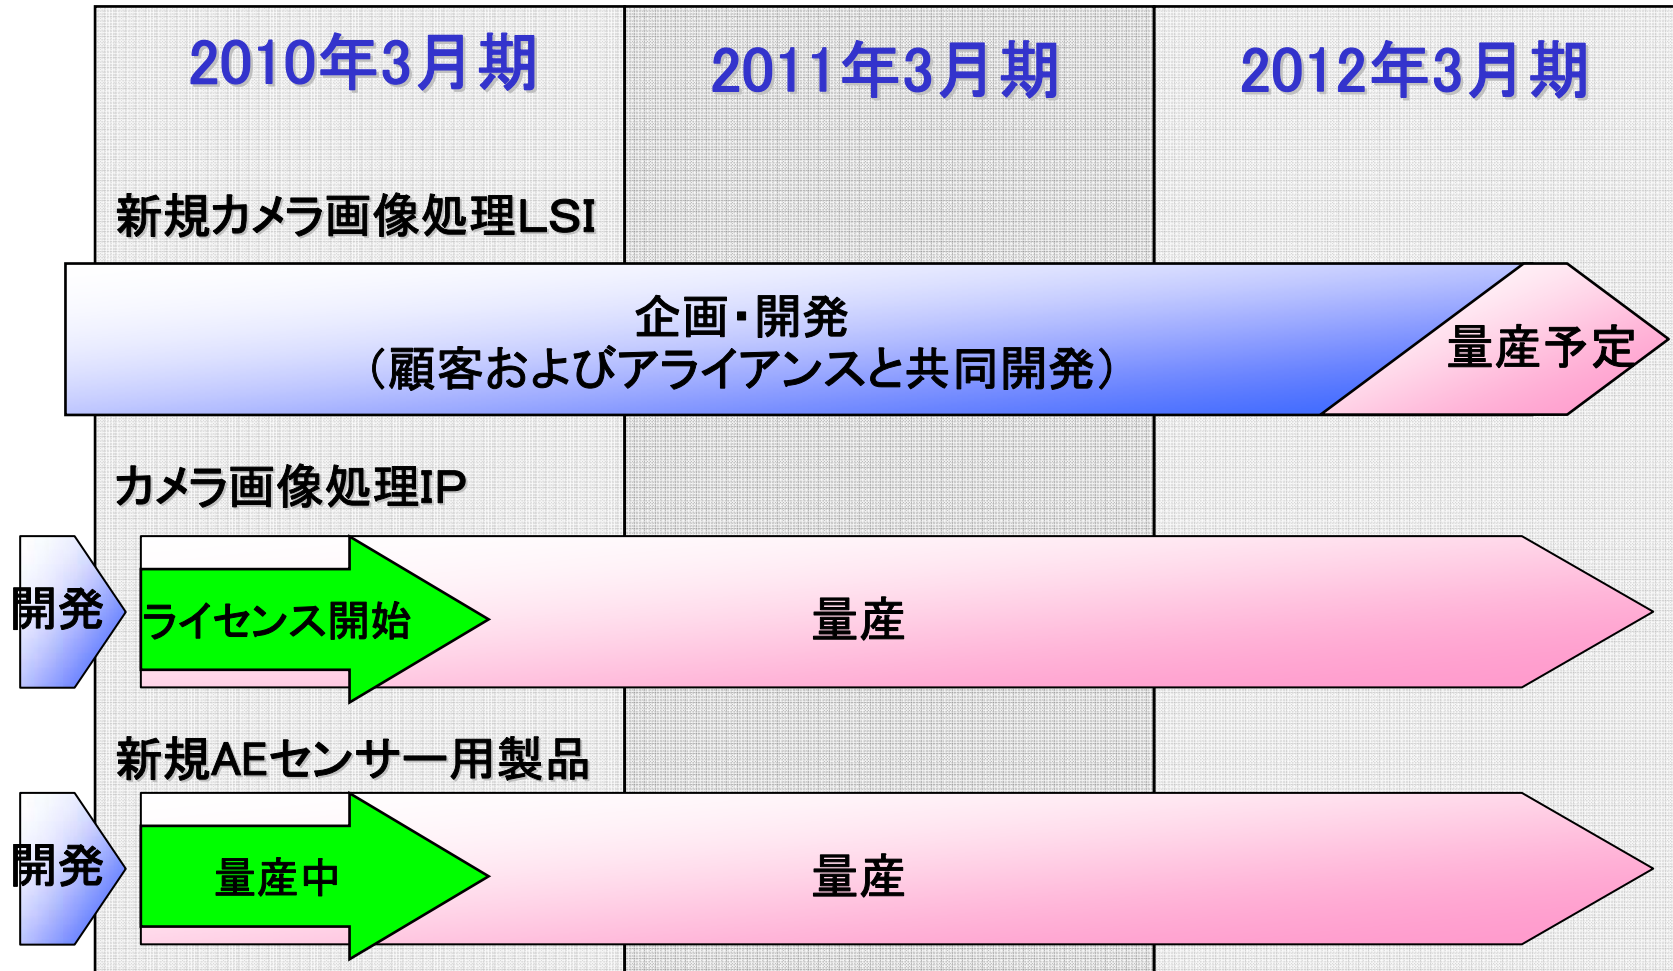 2010年3月期
2011年3月期
2012年3月期
新規カメラ画像処理LSI
企画・開発
（顧客およびアライアンスと共同開発）
量産予定
カメラ画像処理IP
開発
ライセンス開始
量産
新規AEセンサー用製品
開発
量産中
量産